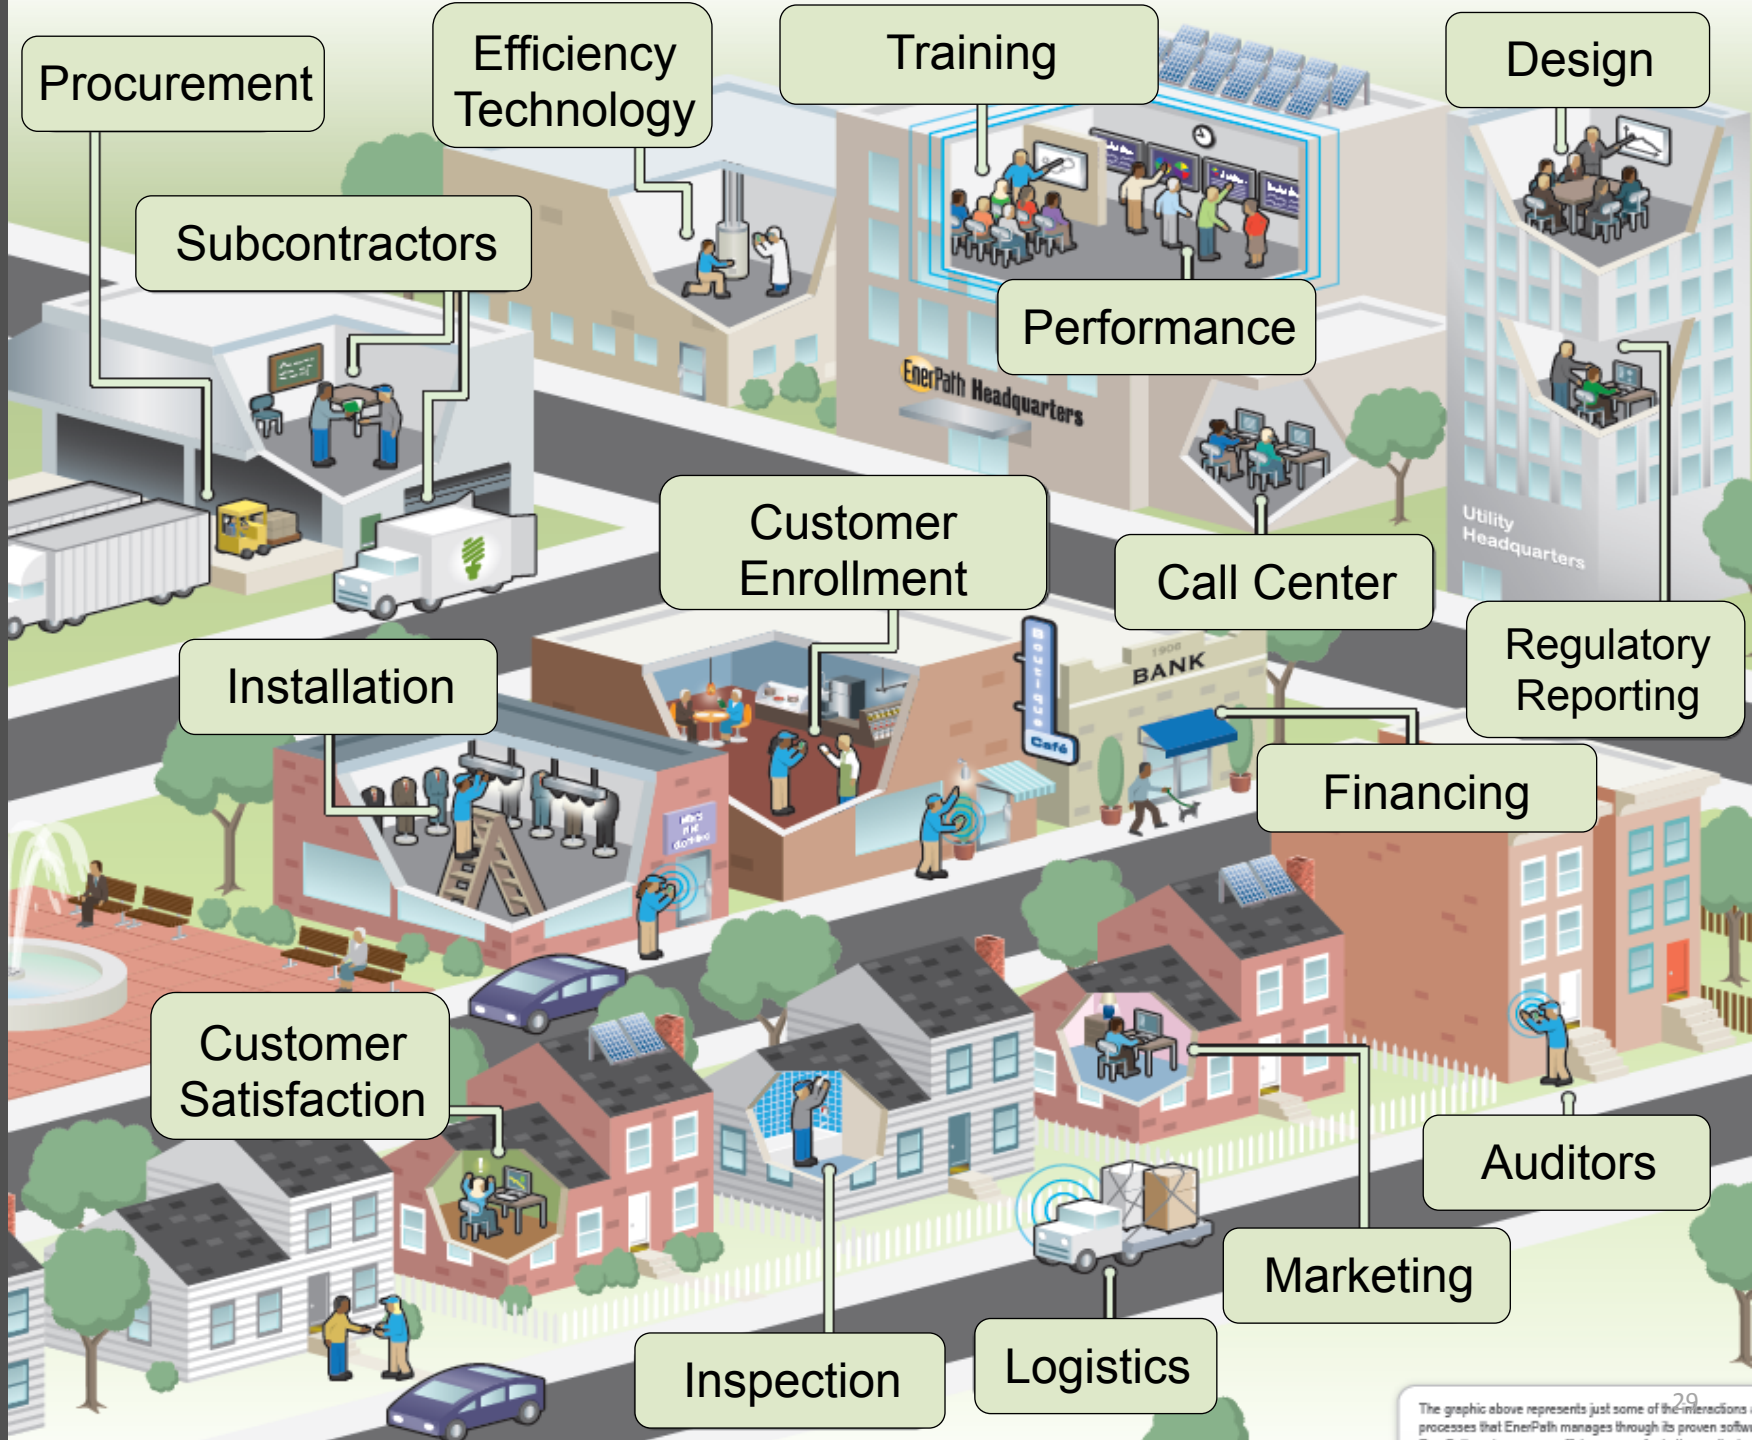 Procurement
Efficiency
Technology
Training
Design
Subcontractors
Performance
EnerPath Headquarters
Customer
Enrollment
Call Center
Utility
Headquarters
Regulatory
Reporting
Installation
Boutique
Café
1908
BANK
Financing
Customer
Satisfaction
Auditors
Marketing
Inspection
Logistics
29
The graphic above represents just some of the interactions
processes that EnerPath manages through its proven softw